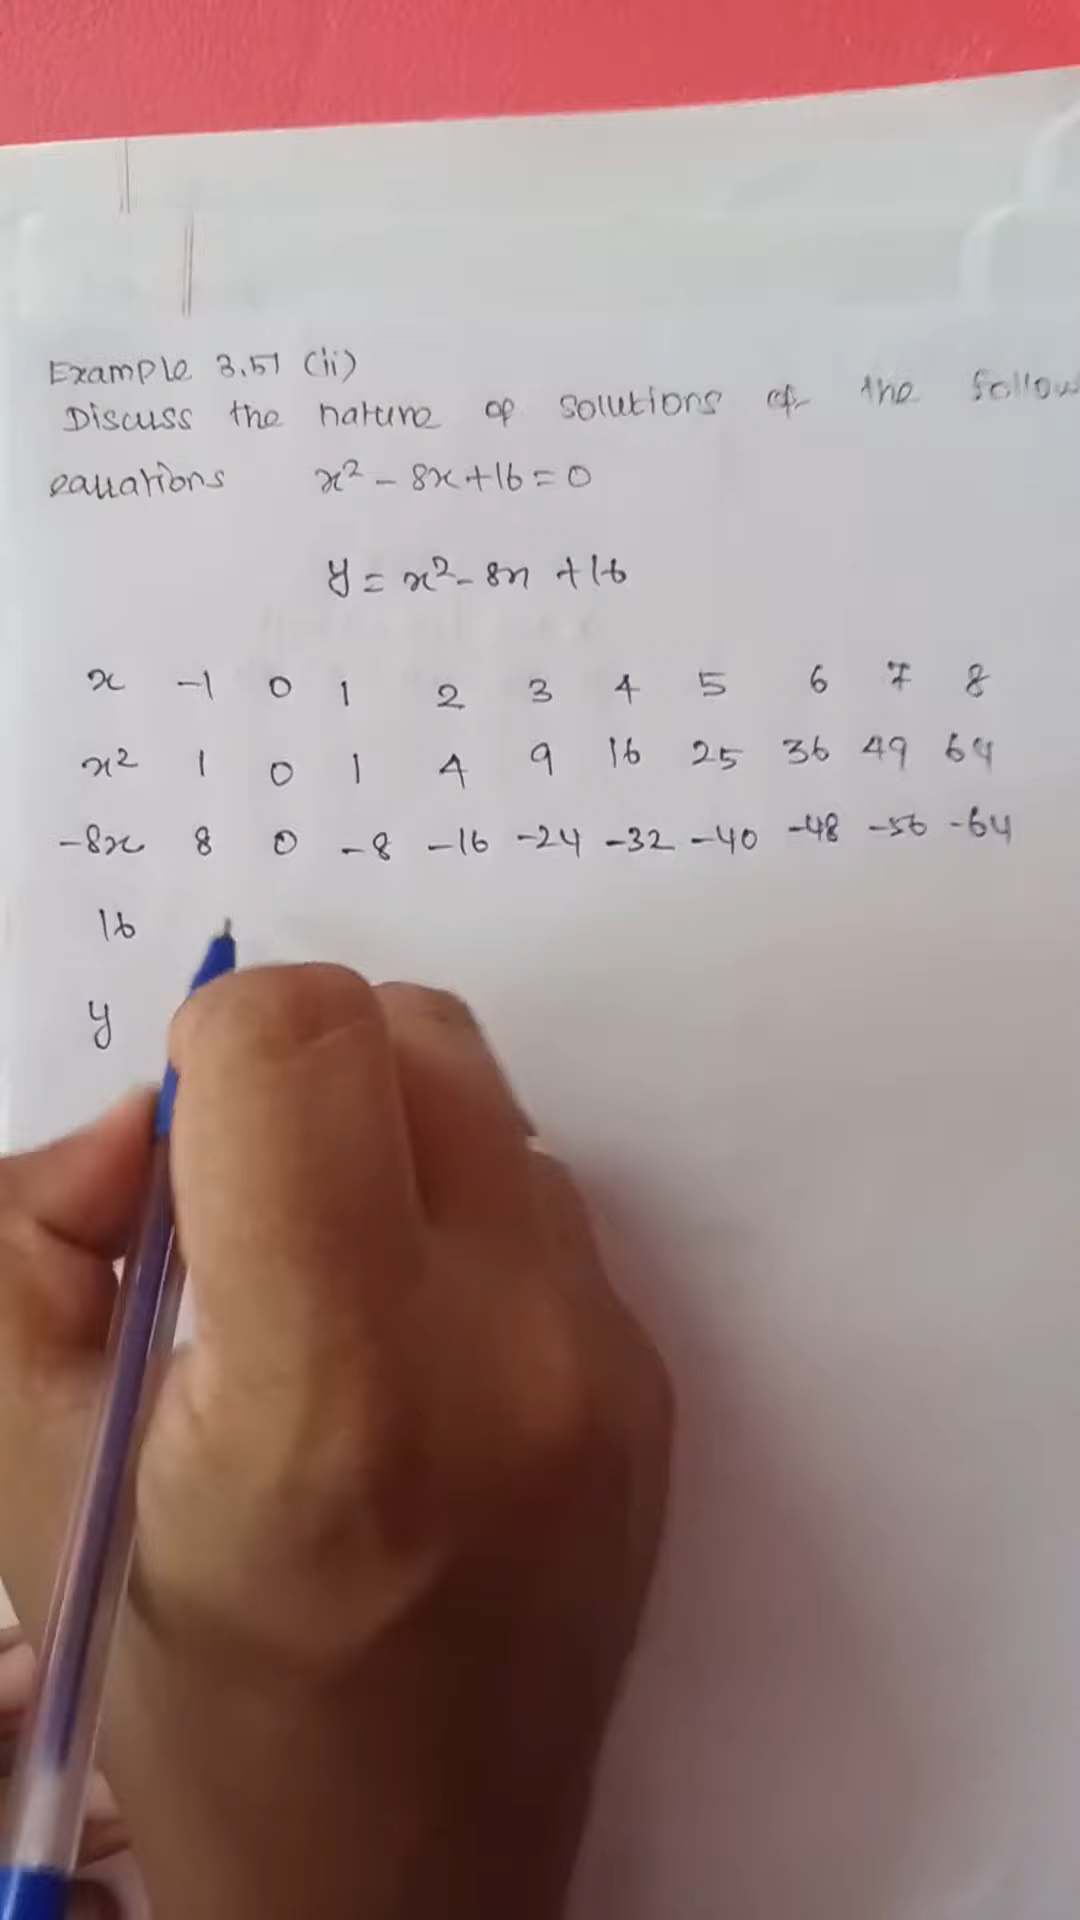 Example 3.51 (ii)
Discuss the nature of solutions of the follow
equations x² - 8x + 16 = 0
y = x² - 8x + 16
x -1 0 1 2 3 4 5 6 7 8
x² 1 0 1 4 9 16 25 36 49 64
-8x 8 0 -8 -16 -24 -32 -40 -48 -56 -64
16
y